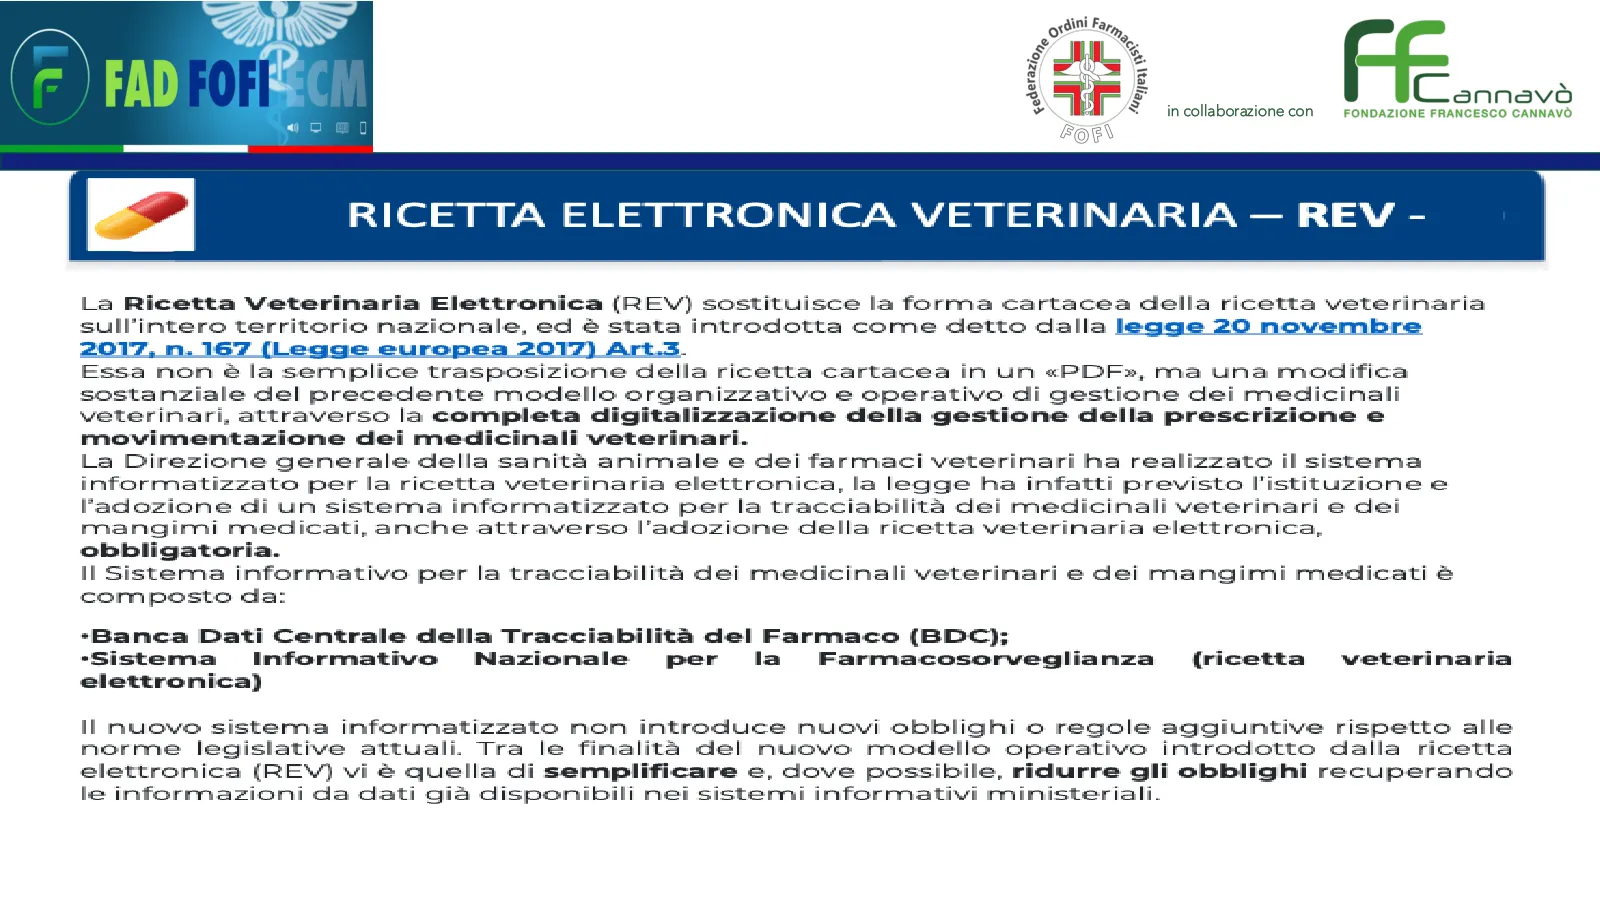 FAD FOFI ECM
Federazione Ordini Farmacisti Italiani
FOFI
in collaborazione con
Cannavò
FONDAZIONE FRANCESCO CANNAVÒ
RICETTA ELETTRONICA VETERINARIA – REV -
La Ricetta Veterinaria Elettronica (REV) sostituisce la forma cartacea della ricetta veterinaria
sull'intero territorio nazionale, ed è stata introdotta come detto dalla legge 20 novembre
2017, n. 167 (Legge europea 2017) Art.3.
Essa non è la semplice trasposizione della ricetta cartacea in un «PDF», ma una modifica
sostanziale del precedente modello organizzativo e operativo di gestione dei medicinali
veterinari, attraverso la completa digitalizzazione della gestione della prescrizione e
movimentazione dei medicinali veterinari.
La Direzione generale della sanità animale e dei farmaci veterinari ha realizzato il sistema
informatizzato per la ricetta veterinaria elettronica, la legge ha infatti previsto l'istituzione e
l'adozione di un sistema informatizzato per la tracciabilità dei medicinali veterinari e dei
mangimi medicati, anche attraverso l'adozione della ricetta veterinaria elettronica,
obbligatoria.
Il Sistema informativo per la tracciabilità dei medicinali veterinari e dei mangimi medicati è
composto da:
•Banca Dati Centrale della Tracciabilità del Farmaco (BDC);
•Sistema Informativo Nazionale per la Farmacosorveglianza (ricetta veterinaria
elettronica)
Il nuovo sistema informatizzato non introduce nuovi obblighi o regole aggiuntive rispetto alle
norme legislative attuali. Tra le finalità del nuovo modello operativo introdotto dalla ricetta
elettronica (REV) vi è quella di semplificare e, dove possibile, ridurre gli obblighi recuperando
le informazioni da dati già disponibili nei sistemi informativi ministeriali.